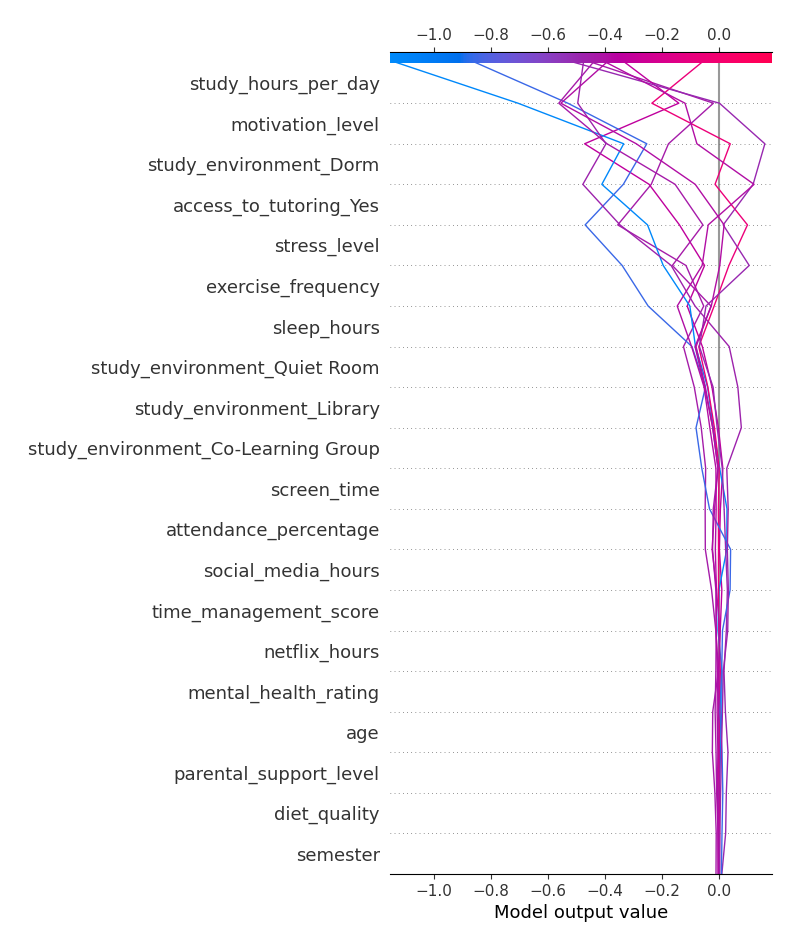 −1.0 −0.8 −0.6 −0.4 −0.2 0.0
study_hours_per_day
motivation_level
study_environment_Dorm
access_to_tutoring_Yes
stress_level
exercise_frequency
sleep_hours
study_environment_Quiet Room
study_environment_Library
study_environment_Co-Learning Group
screen_time
attendance_percentage
social_media_hours
time_management_score
netflix_hours
mental_health_rating
age
parental_support_level
diet_quality
semester
−1.0 −0.8 −0.6 −0.4 −0.2 0.0
Model output value